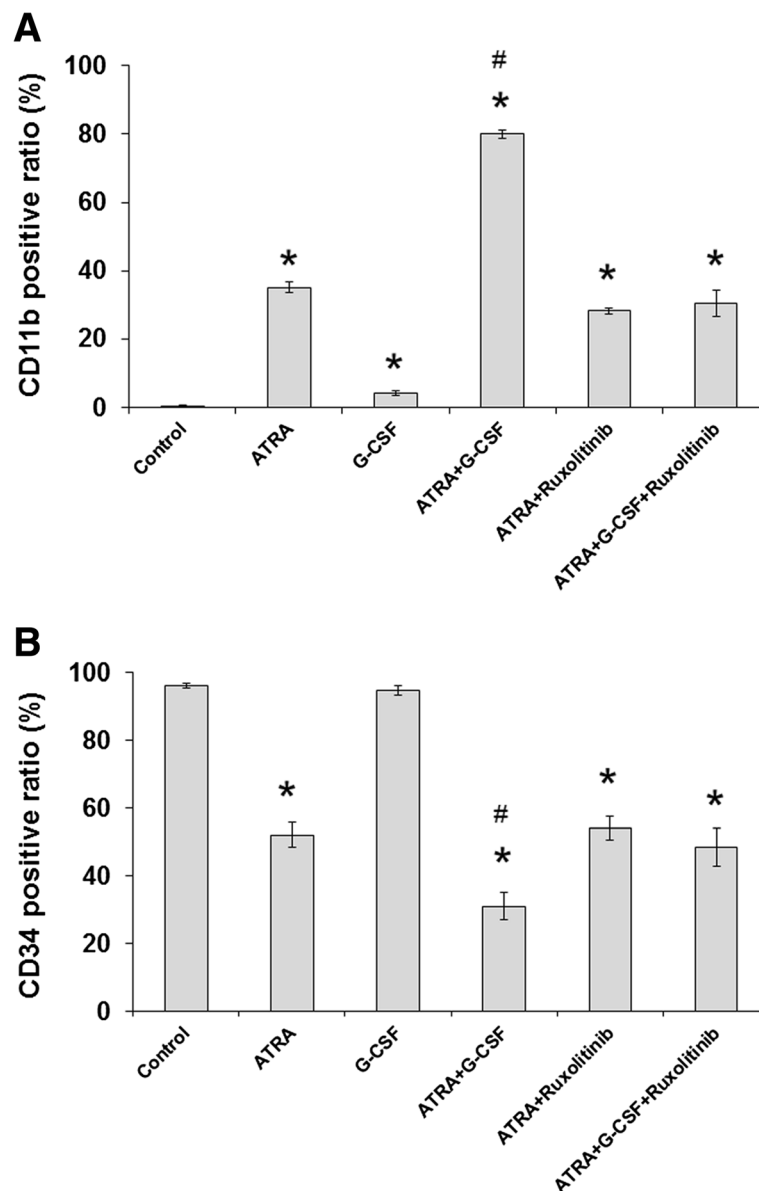 A
CD11b positive ratio (%)
100
80
60
40
20
0
*
*
#
*
*
*
Control
ATRA
G-CSF
ATRA+G-CSF
ATRA+Ruxolitinib
ATRA+G-CSF+Ruxolitinib
B
CD34 positive ratio (%)
100
80
60
40
20
0
*
#
*
*
*
Control
ATRA
G-CSF
ATRA+G-CSF
ATRA+Ruxolitinib
ATRA+G-CSF+Ruxolitinib